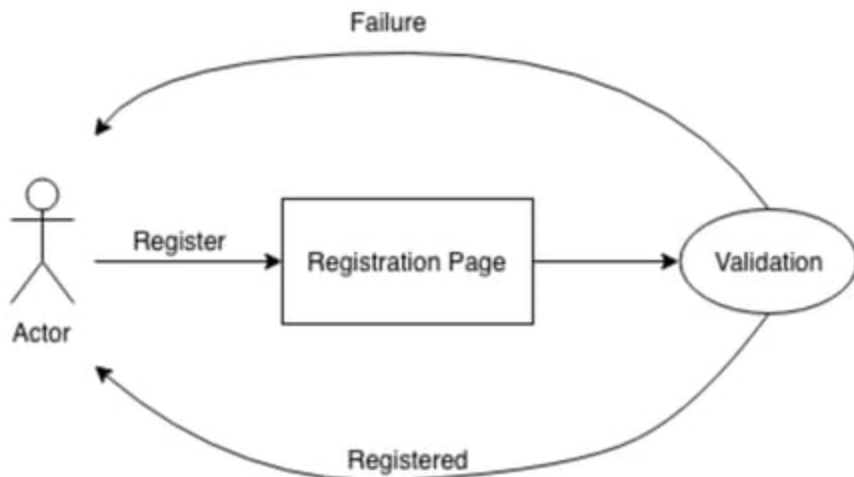 Failure
Register
Registration Page
Validation
Actor
Registered